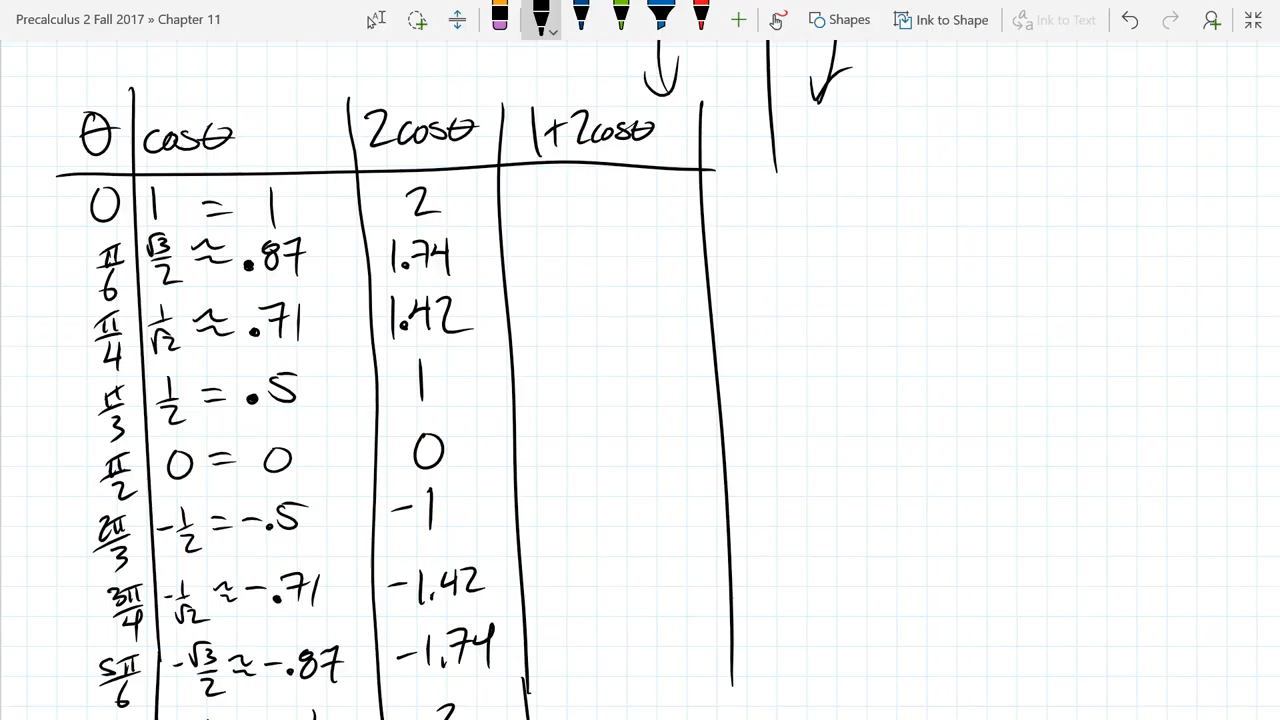 Precalculus 2 Fall 2017 » Chapter 11
Shapes Ink to Shape Ink to Text
θ cosθ 2cosθ 1+2cosθ
0 1 = 1 2
π/6 √3/2 ≈ .87 1.74
π/4 1/√2 ≈ .71 1.42
π/3 1/2 = .5 1
π/2 0 = 0 0
2π/3 -1/2 = -.5 -1
3π/4 -1/√2 ≈ -.71 -1.42
5π/6 -√3/2 ≈ -.87 -1.74